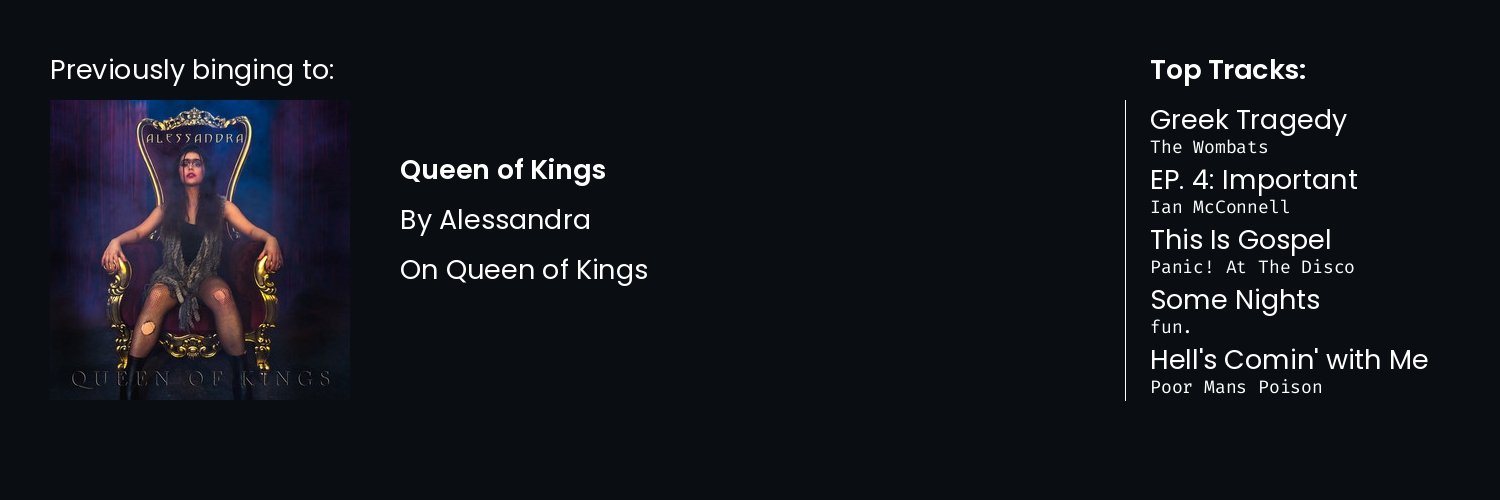 Previously binging to:
ALESSANDRA
QUEEN OF KINGS
Queen of Kings
By Alessandra
On Queen of Kings
Top Tracks:
Greek Tragedy
The Wombats
EP. 4: Important
Ian McConnell
This Is Gospel
Panic! At The Disco
Some Nights
fun.
Hell's Comin' with Me
Poor Mans Poison